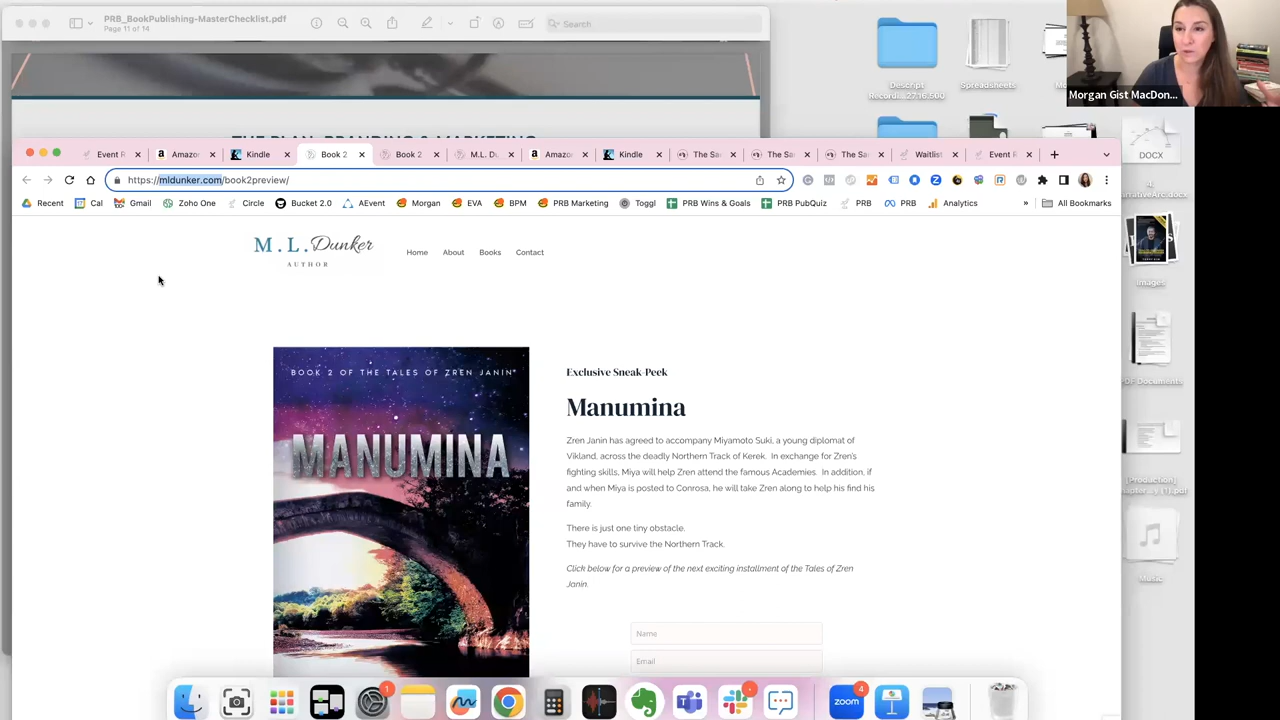 PRB_BookPublishing-MasterChecklist.pdf
Page 11 of 14
Search
Descript
Spreadsheets
Morgan Gist MacDon...
THE PLAN: BRANDING & MARKETING
Event R
Amazo
Kindle
Book 2
Book 2
M.L. Du
Amazo
Kindle
The Sa
The Sa
The Sa
Waitlist
Event R
DOCX
https://mldunker.com/book2preview/
Recent
Cal
Gmail
Zoho One
Circle
Bucket 2.0
AEvent
Morgan
BPM
PRB Marketing
Toggl
PRB Wins & Goals
PRB PubQuiz
PRB
PRB
Analytics
»
All Bookmarks
M.L. Dunker
AUTHOR
Home
About
Books
Contact
Images
BOOK 2 OF THE TALES OF ZREN JANIN
MANUMINA
Exclusive Sneak-Peek
Manumina
Zren Janin has agreed to accompany Miyamoto Suki, a young diplomat of
Vikland, across the deadly Northern Track of Kerek. In exchange for Zren's
fighting skills, Miya will help Zren attend the famous Academies. In addition, if
and when Miya is posted to Conrosa, he will take Zren along to help his find his
family.
There is just one tiny obstacle.
They have to survive the Northern Track.
Click below for a preview of the next exciting installment of the Tales of Zren
Janin.
Name
Email
PDF Documents
[Production]
Music
1
4
zoom